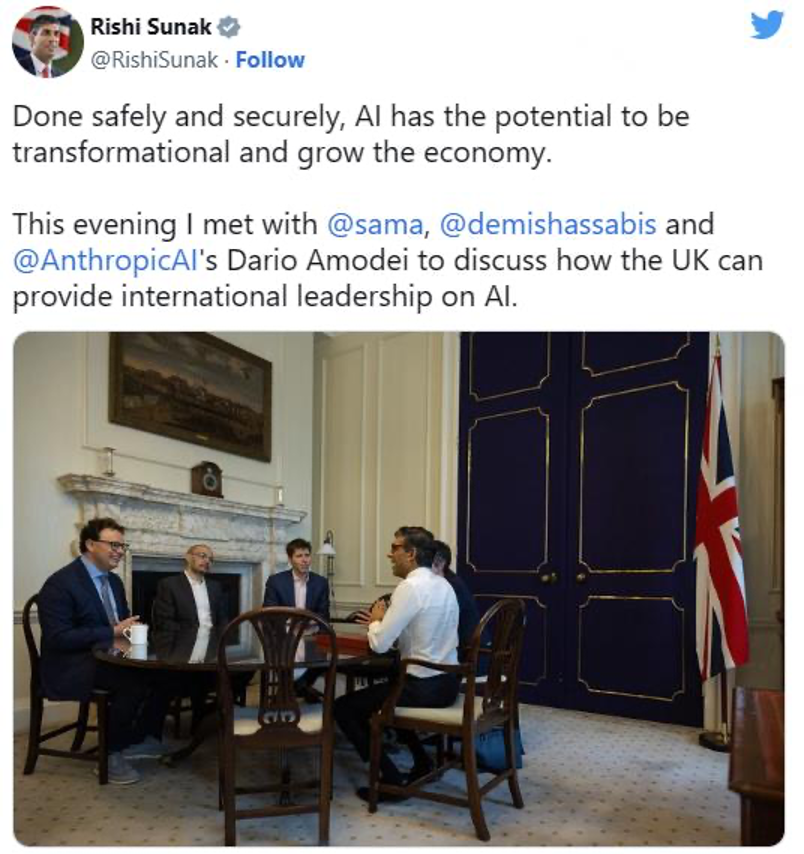 Rishi Sunak
@RishiSunak · Follow
Done safely and securely, AI has the potential to be
transformational and grow the economy.
This evening I met with @sama, @demishassabis and
@AnthropicAI's Dario Amodei to discuss how the UK can
provide international leadership on AI.